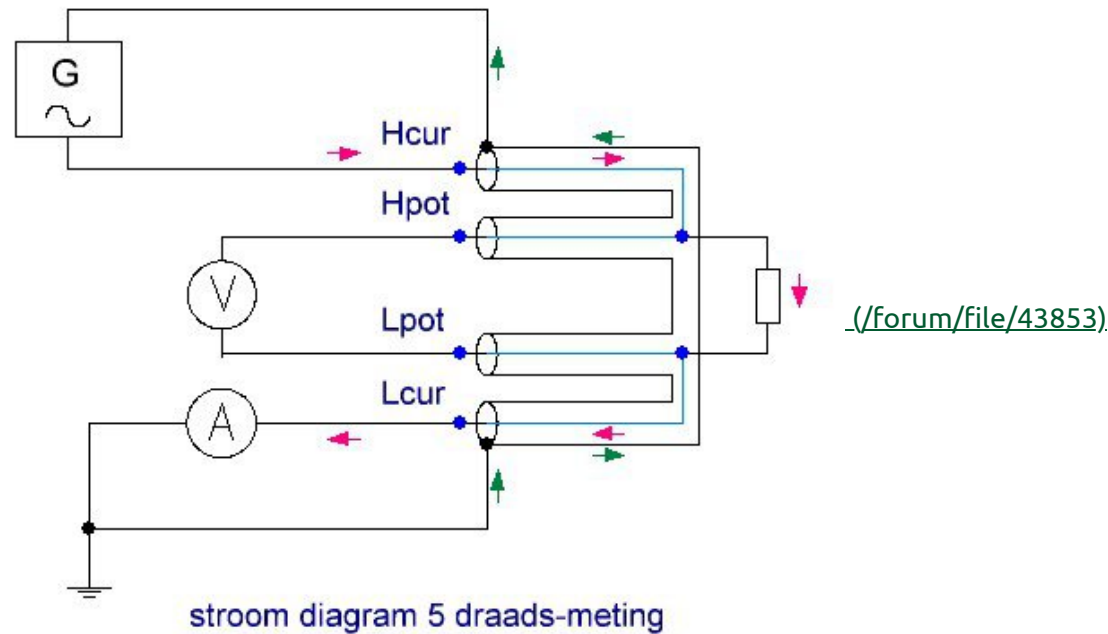 G
Hcur
Hpot
V
Lpot
(/forum/file/43853)
Lcur
A
stroom diagram 5 draads-meting